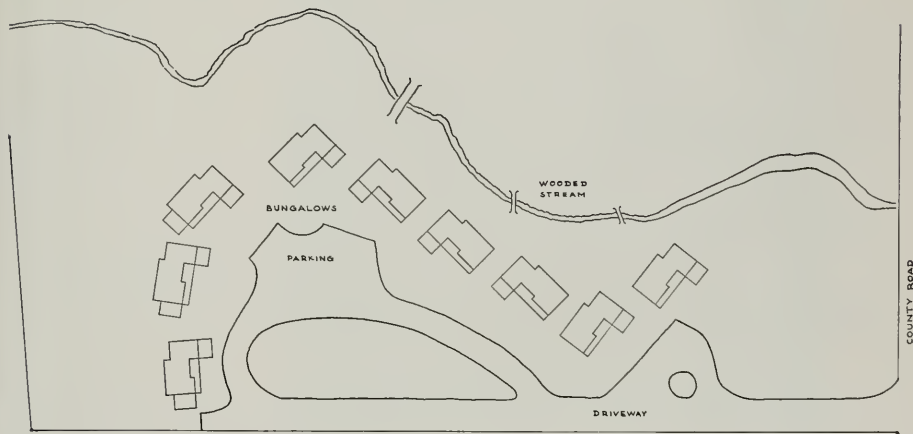 WOODED
STREAM
BUNGALOWS
PARKING
COUNTY ROAD
DRIVEWAY